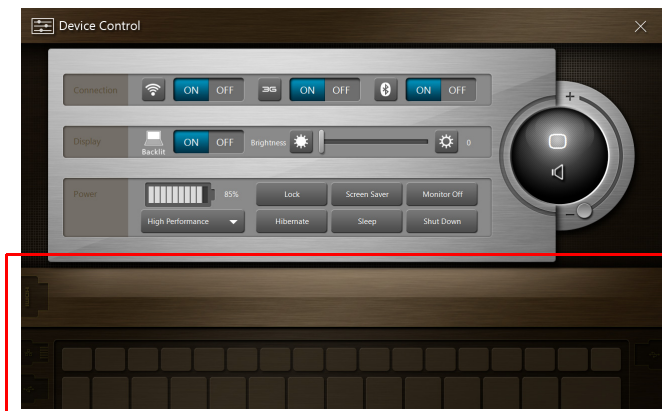 Device Control
Connection ON OFF 3G ON OFF ON OFF
+
Display Backlit ON OFF Brightness 0
Power 85% Lock Screen Saver Monitor Off
High Performance Hibernate Sleep Shut Down
-